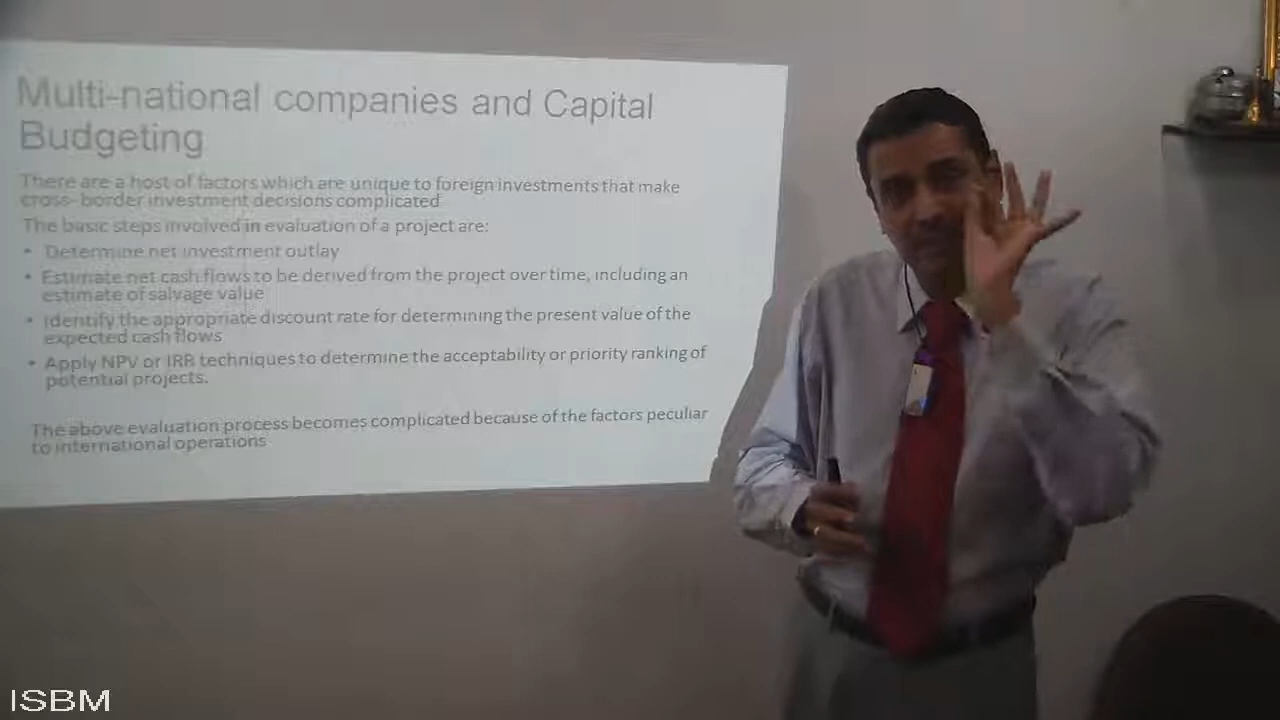 Multi-national companies and Capital
Budgeting
There are a host of factors which are unique to foreign investments that make
cross- border investment decisions complicated
The basic steps involved in evaluation of a project are:
• Determine net investment outlay
• Estimate net cash flows to be derived from the project over time, including an
estimate of salvage value
• Identify the appropriate discount rate for determining the present value of the
expected cash flows
• Apply NPV or IRR techniques to determine the acceptability or priority ranking of
potential projects.
The above evaluation process becomes complicated because of the factors peculiar
to international operations
ISBM